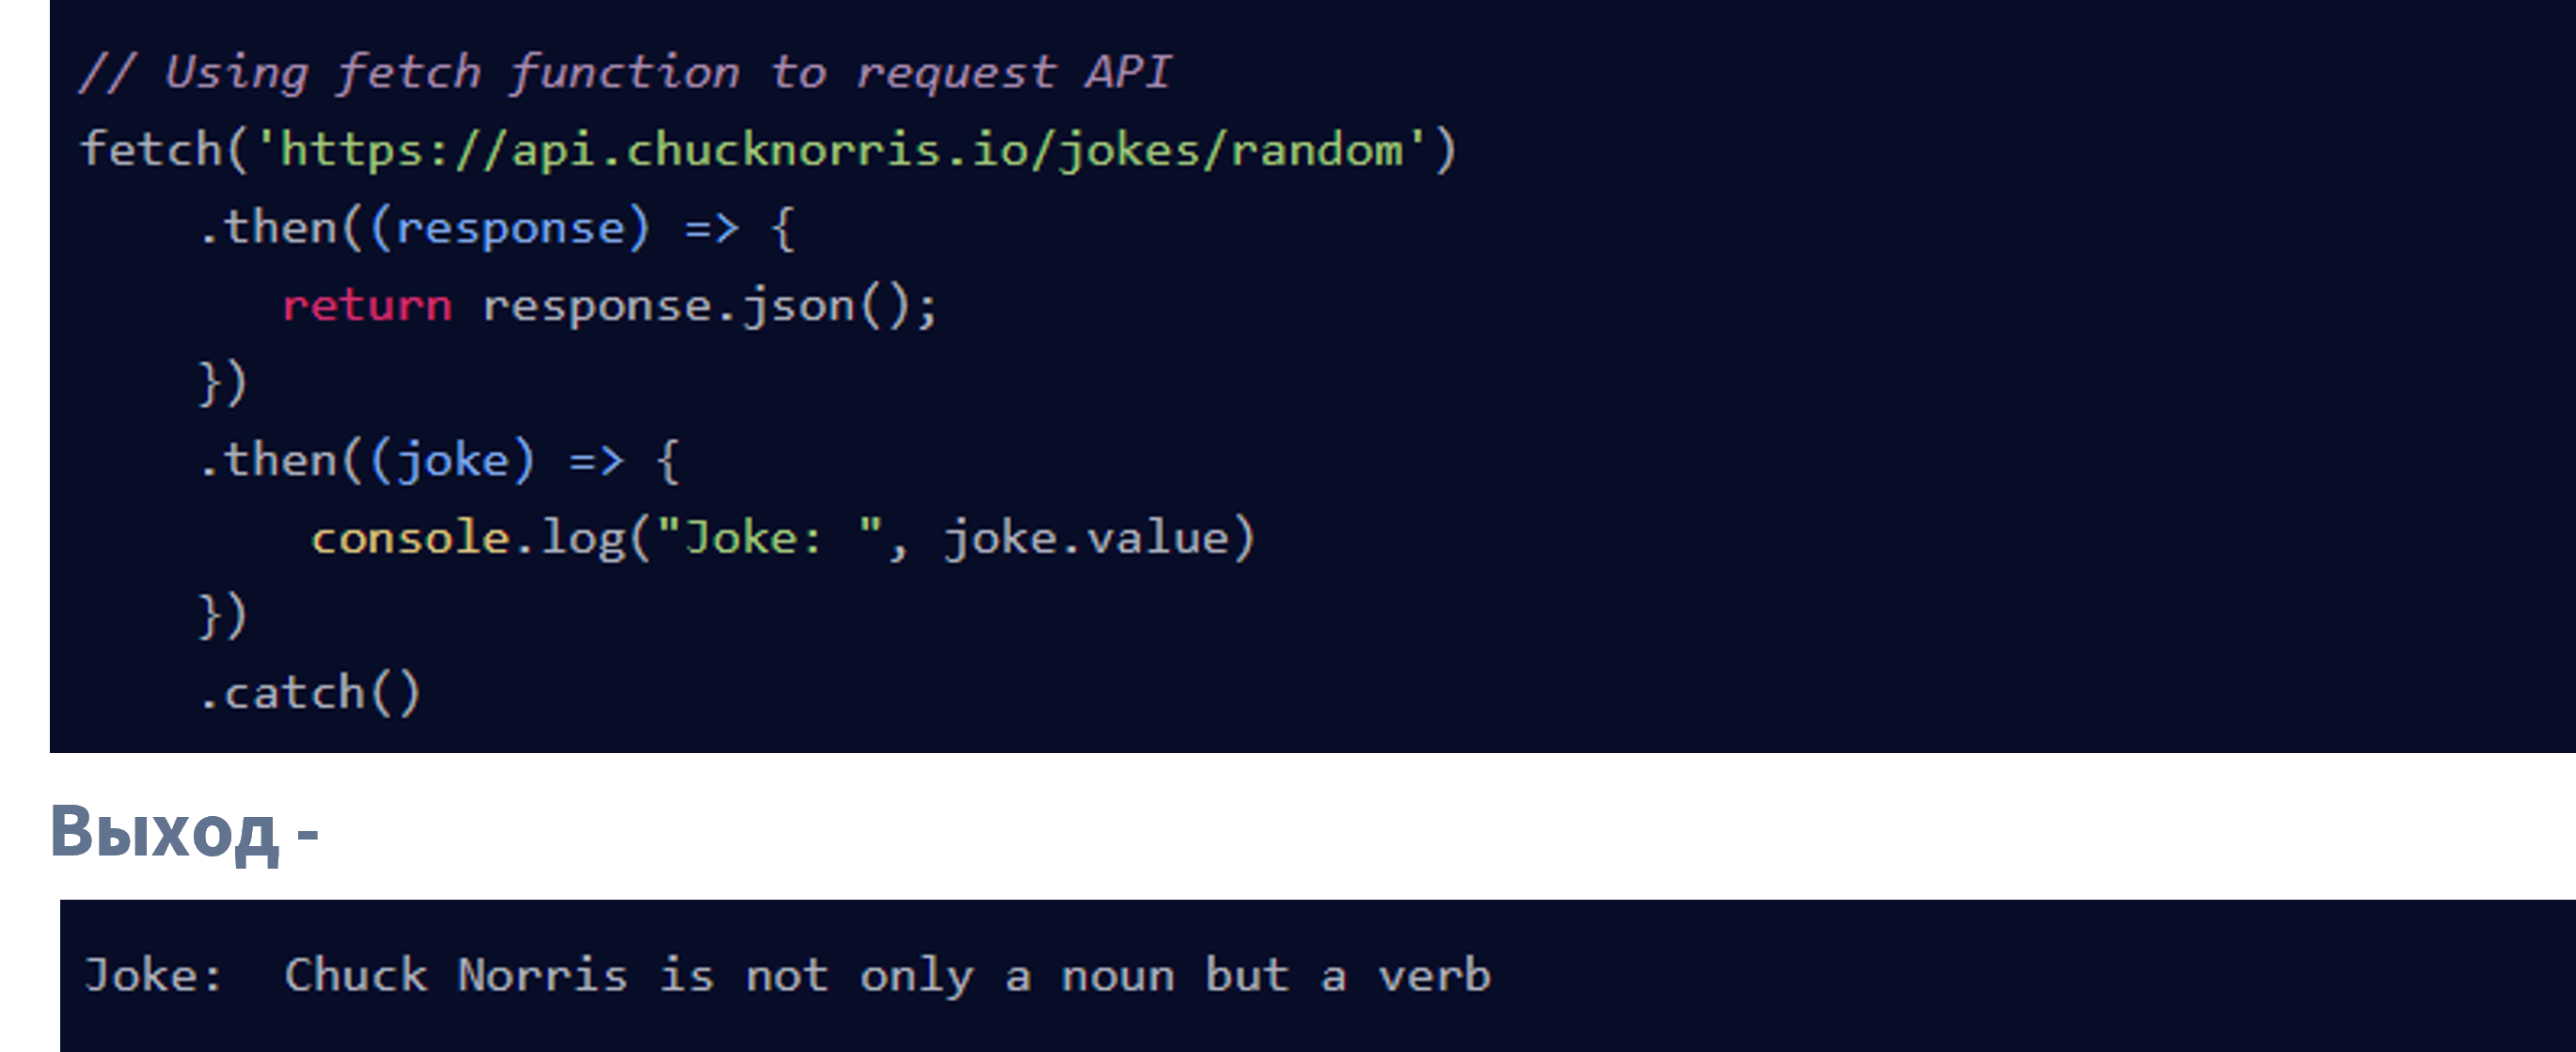 // Using fetch function to request API
fetch('https://api.chucknorris.io/jokes/random')
    .then((response) => {
       return response.json();
    })
    .then((joke) => {
        console.log("Joke: ", joke.value)
    })
    .catch()
Выход -
Joke:  Chuck Norris is not only a noun but a verb